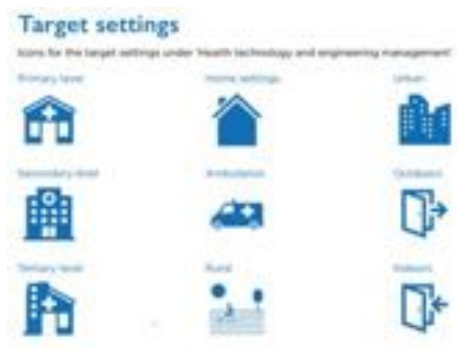 Target settings
Icons for the target settings under 'Health technology and engineering management'
Primary level
Home settings
Urban
Secondary level
Ambulance
Outdoors
Tertiary level
Rural
Indoors